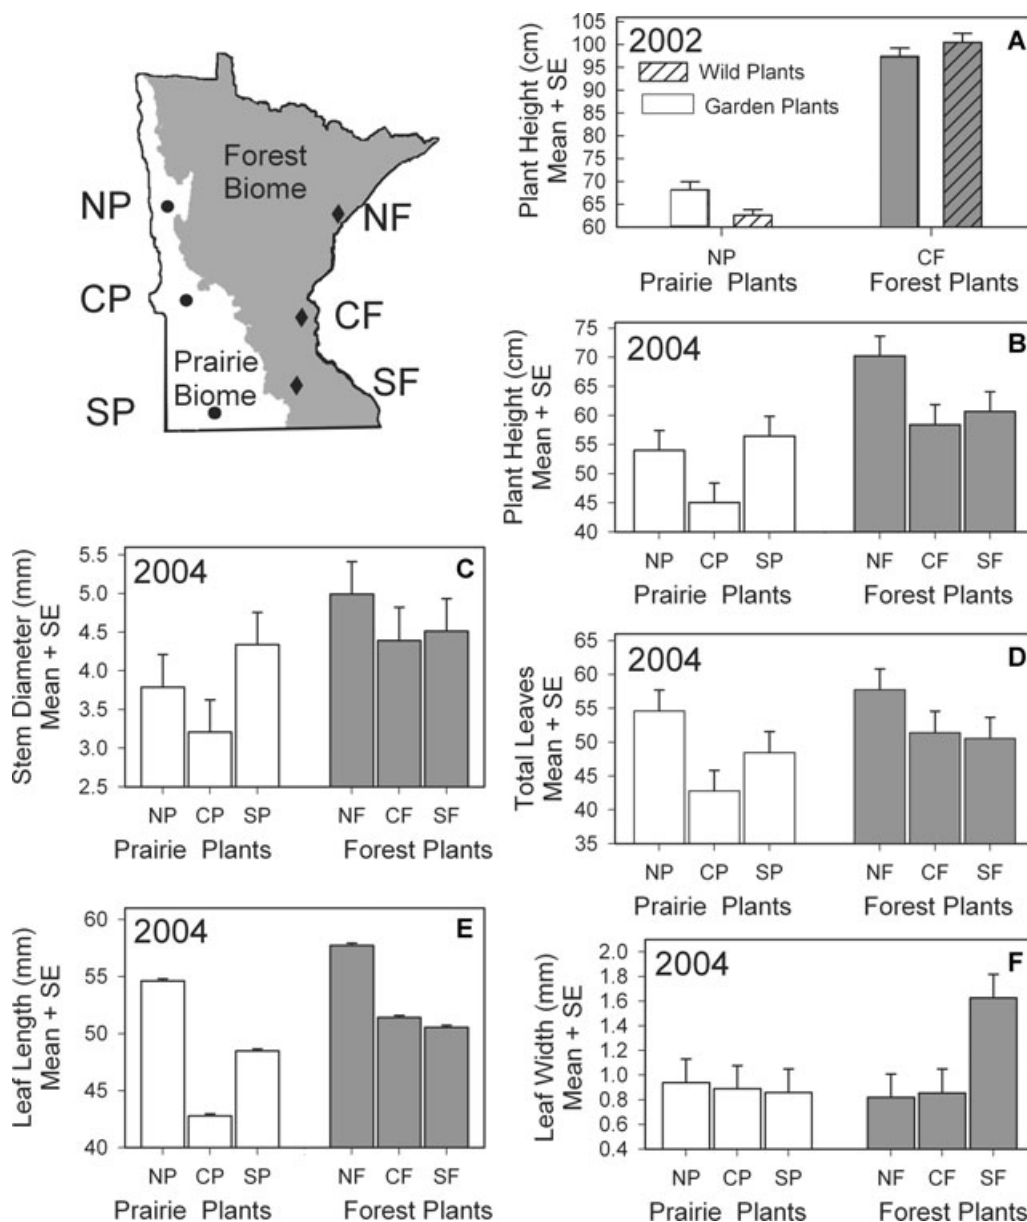 Forest
Biome
NP
NF
CP
CF
Prairie
Biome
SP
SF
A
2002
Wild Plants
Garden Plants
Plant Height (cm)
Mean + SE
105
100
95
90
85
80
75
70
65
60
NP
CF
Prairie Plants
Forest Plants
B
2004
Plant Height (cm)
Mean + SE
75
70
65
60
55
50
45
40
NP CP SP NF CF SF
Prairie Plants
Forest Plants
C
2004
Stem Diameter (mm)
Mean + SE
5.5
5.0
4.5
4.0
3.5
3.0
2.5
NP CP SP NF CF SF
Prairie Plants
Forest Plants
D
2004
Total Leaves
Mean + SE
65
60
55
50
45
40
35
NP CP SP NF CF SF
Prairie Plants
Forest Plants
E
2004
Leaf Length (mm)
Mean + SE
60
55
50
45
40
NP CP SP NF CF SF
Prairie Plants
Forest Plants
F
2004
Leaf Width (mm)
Mean + SE
2.0
1.8
1.6
1.4
1.2
1.0
0.8
0.6
0.4
NP CP SP NF CF SF
Prairie Plants
Forest Plants